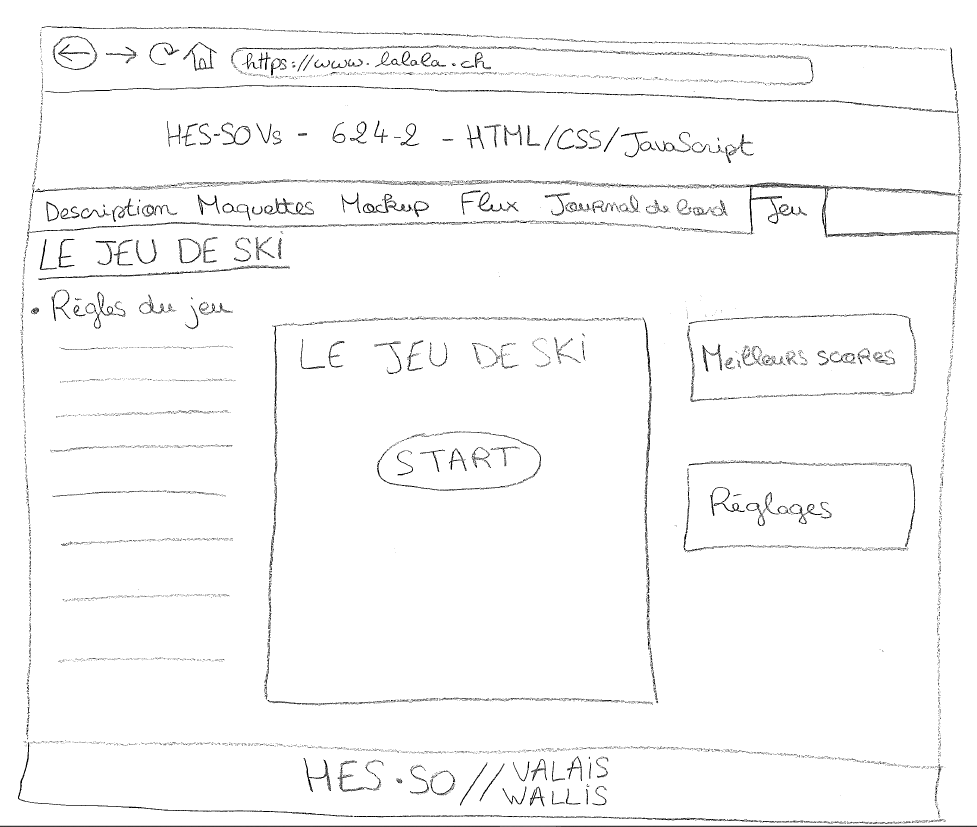 https://www.lalala.ch
HES-SO Vs - 624-2 - HTML/CSS/JavaScript
Description Maquettes Mockup Flux Journal de bord Jeu
LE JEU DE SKi
• Règles du jeu
LE JEU DE SKi
START
Meilleurs scores
Réglages
HES·SO // VALAiS
WALLiS